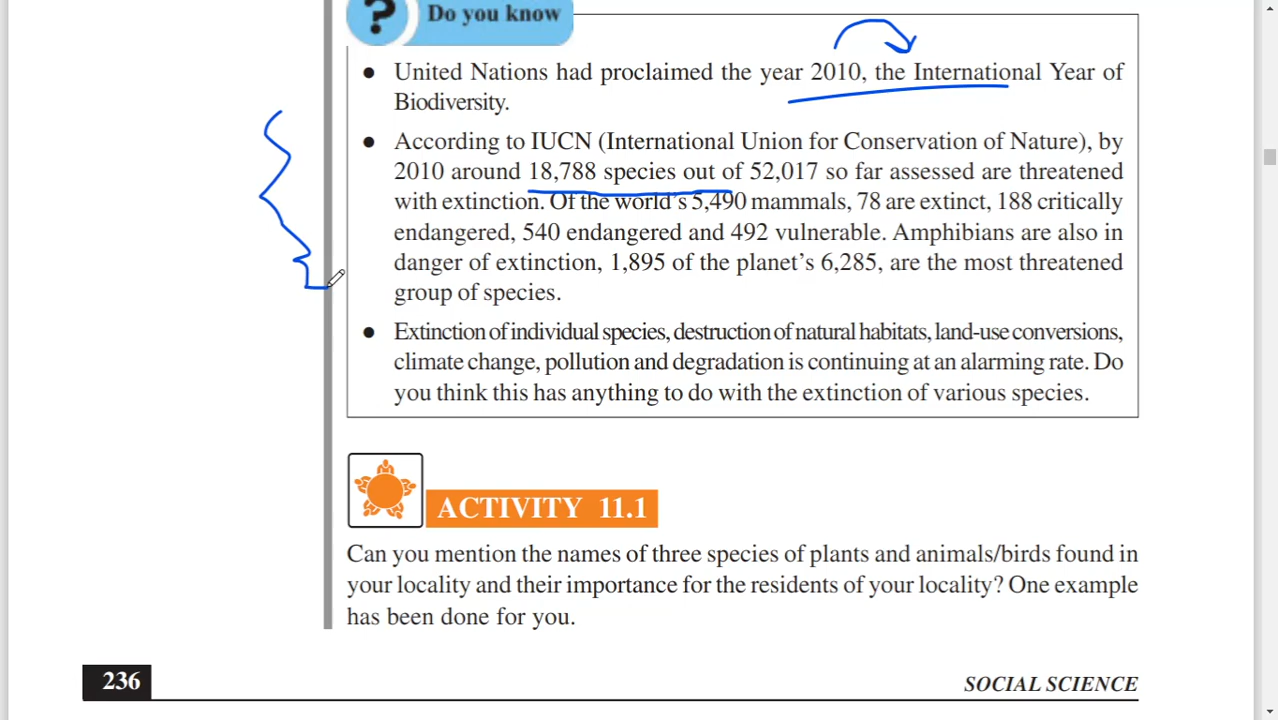 Do you know
● United Nations had proclaimed the year 2010, the International Year of
Biodiversity.
● According to IUCN (International Union for Conservation of Nature), by
2010 around 18,788 species out of 52,017 so far assessed are threatened
with extinction. Of the world's 5,490 mammals, 78 are extinct, 188 critically
endangered, 540 endangered and 492 vulnerable. Amphibians are also in
danger of extinction, 1,895 of the planet's 6,285, are the most threatened
group of species.
● Extinction of individual species, destruction of natural habitats, land-use conversions,
climate change, pollution and degradation is continuing at an alarming rate. Do
you think this has anything to do with the extinction of various species.
ACTIVITY 11.1
Can you mention the names of three species of plants and animals/birds found in
your locality and their importance for the residents of your locality? One example
has been done for you.
236
SOCIAL SCIENCE